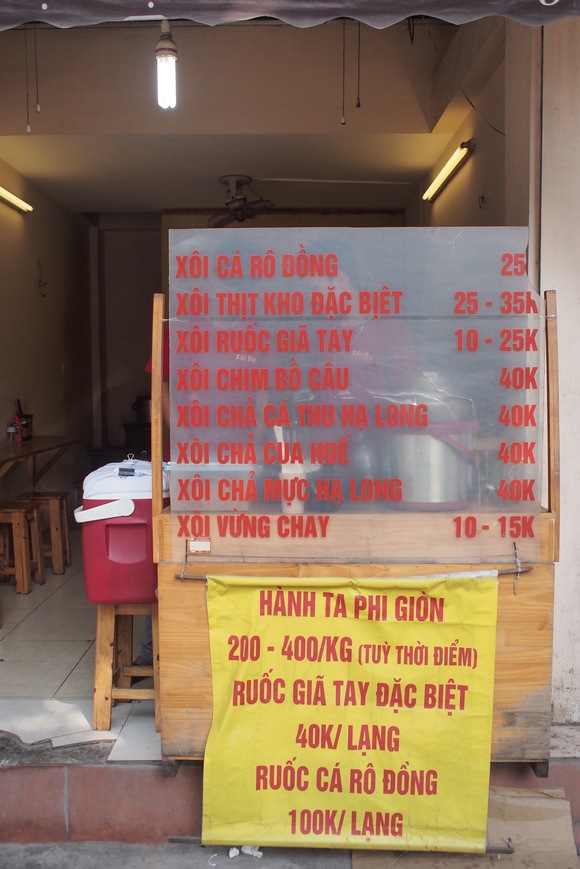 XÔI CÁ RÔ ĐỒNG 25
XÔI THỊT KHO ĐẶC BIỆT 25 - 35K
XÔI RUỐC GIÃ TAY 10 - 25K
XÔI CHIM BỒ CÂU 40K
XÔI CHẢ CÁ THU HẠ LONG 40K
XÔI CHẢ CUA HUẾ 40K
XÔI CHẢ MỰC HẠ LONG 40K
XÔI VỪNG CHAY 10 - 15K
HÀNH TA PHI GIÒN
200 - 400/KG (TUỲ THỜI ĐIỂM)
RUỐC GIÃ TAY ĐẶC BIỆT
40K/ LẠNG
RUỐC CÁ RÔ ĐỒNG
100K/ LẠNG